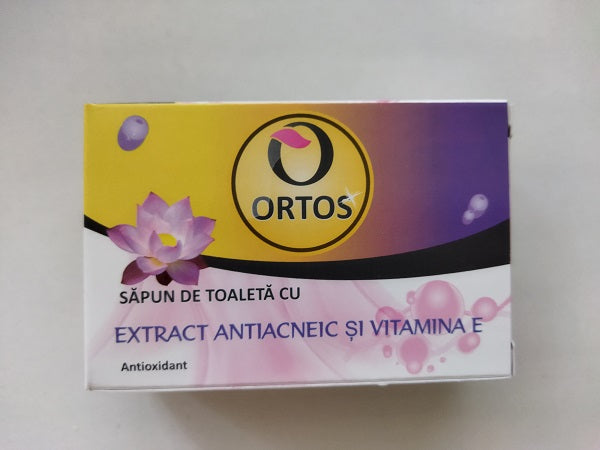 ORTOS
SĂPUN DE TOALETĂ CU
EXTRACT ANTIACNEIC ȘI VITAMINA E
Antioxidant